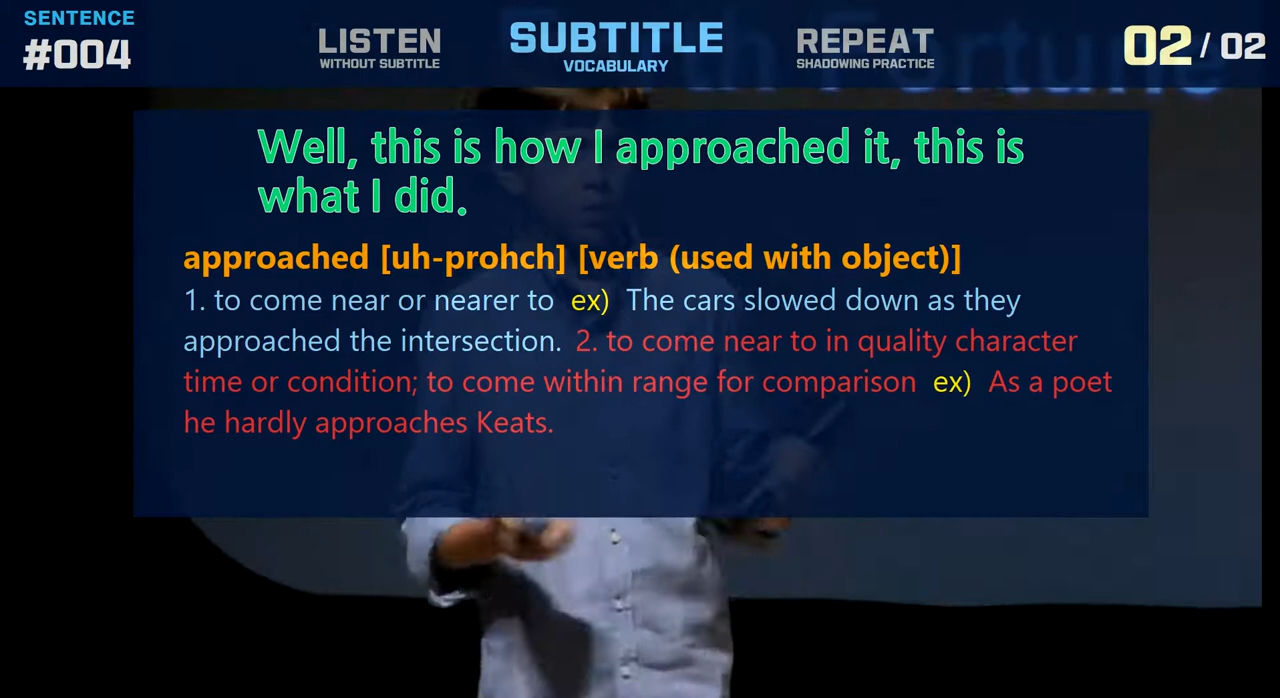 SENTENCE
#004
LISTEN
WITHOUT SUBTITLE
SUBTITLE
VOCABULARY
REPEAT
SHADOWING PRACTICE
02 / 02
th Fortune
Well, this is how I approached it, this is
what I did.
approached [uh-prohch] [verb (used with object)]
1. to come near or nearer to ex) The cars slowed down as they
approached the intersection. 2. to come near to in quality character
time or condition; to come within range for comparison ex) As a poet
he hardly approaches Keats.